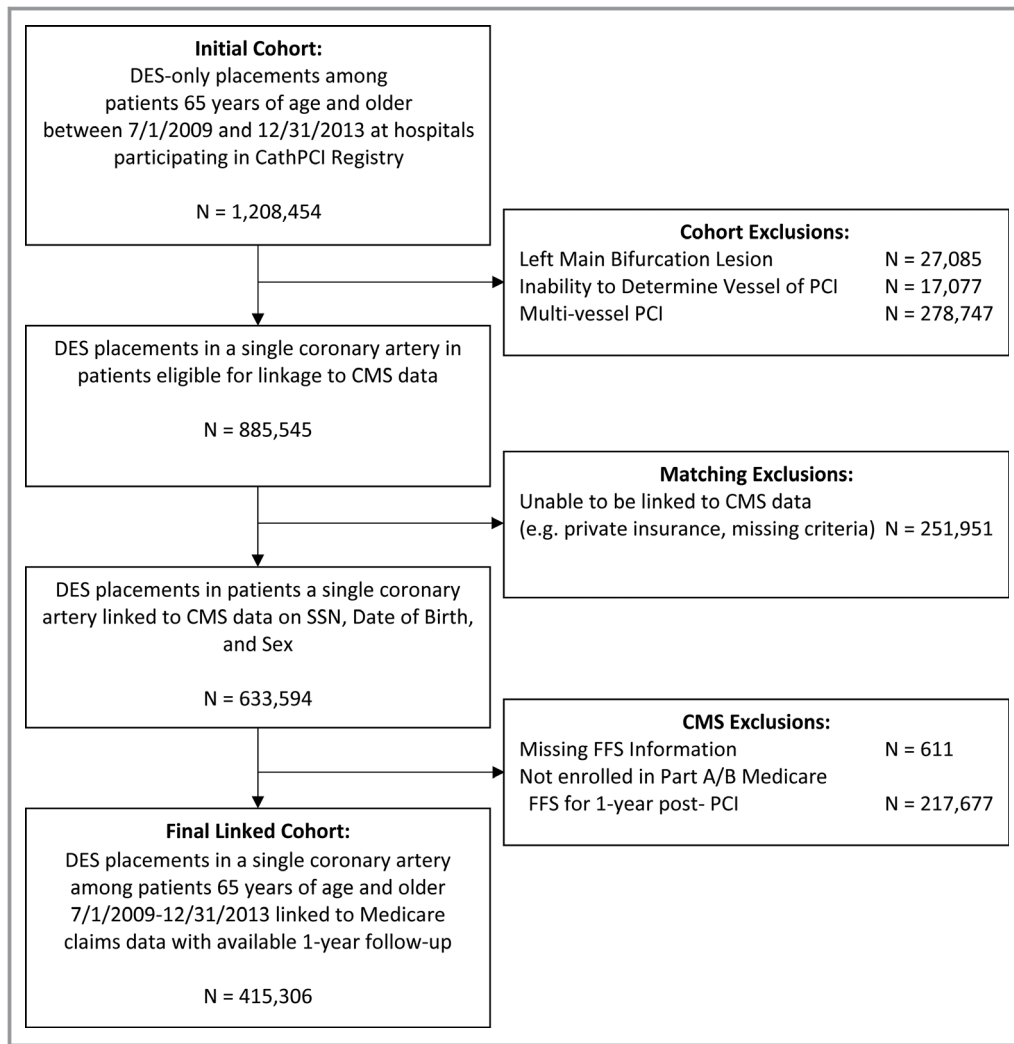 Initial Cohort:
DES-only placements among
patients 65 years of age and older
between 7/1/2009 and 12/31/2013 at hospitals
participating in CathPCI Registry
N = 1,208,454
Cohort Exclusions:
Left Main Bifurcation Lesion N = 27,085
Inability to Determine Vessel of PCI N = 17,077
Multi-vessel PCI N = 278,747
DES placements in a single coronary artery in
patients eligible for linkage to CMS data
N = 885,545
Matching Exclusions:
Unable to be linked to CMS data
(e.g. private insurance, missing criteria) N = 251,951
DES placements in patients a single coronary
artery linked to CMS data on SSN, Date of Birth,
and Sex
N = 633,594
CMS Exclusions:
Missing FFS Information N = 611
Not enrolled in Part A/B Medicare
FFS for 1-year post- PCI N = 217,677
Final Linked Cohort:
DES placements in a single coronary artery
among patients 65 years of age and older
7/1/2009-12/31/2013 linked to Medicare
claims data with available 1-year follow-up
N = 415,306